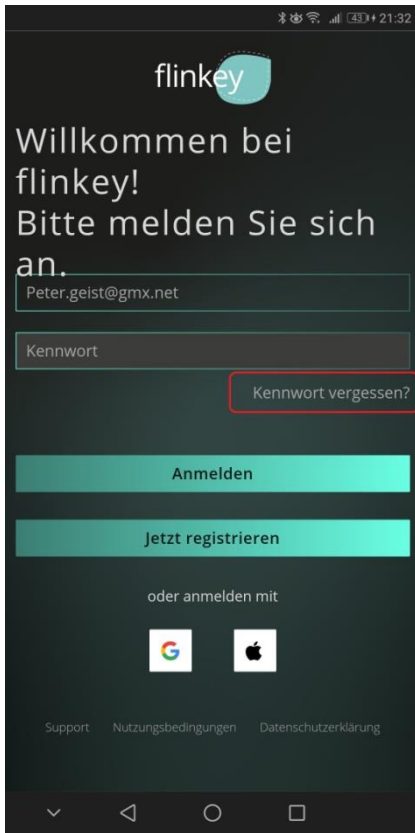 43 21:32
flinkey
Willkommen bei
flinkey!
Bitte melden Sie sich
an.
Peter.geist@gmx.net
Kennwort
Kennwort vergessen?
Anmelden
Jetzt registrieren
oder anmelden mit
G
Support Nutzungsbedingungen Datenschutzerklärung